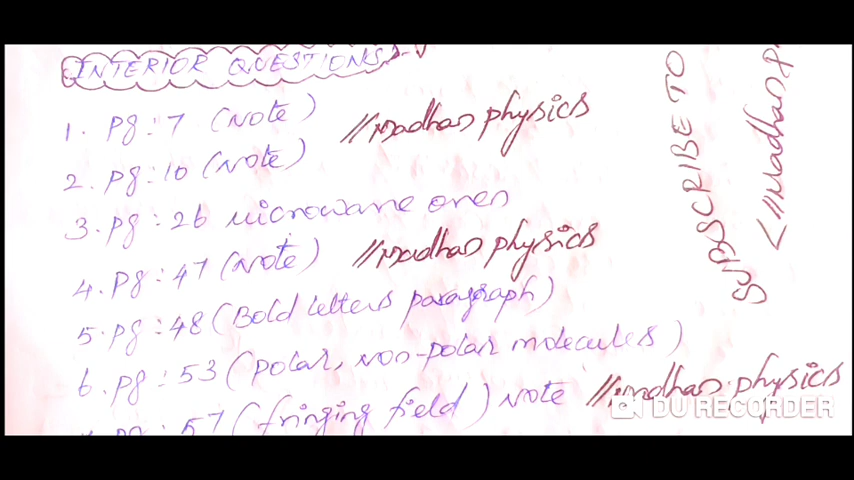 INTERIOR QUESTIONS
1. pg : 7 (Note)
//Madhan physics
2. pg : 10 (Note)
3. pg : 26 microwave oven
4. pg : 47 (Note)
//Madhan physics
5. pg : 48 (Bold letters paragraph)
6. pg : 53 (polar, non-polar molecules)
pg : 57 (fringing field) Note
//madhan physics
SUBSCRIBE TO
<//Madhan p
DU RECORDER